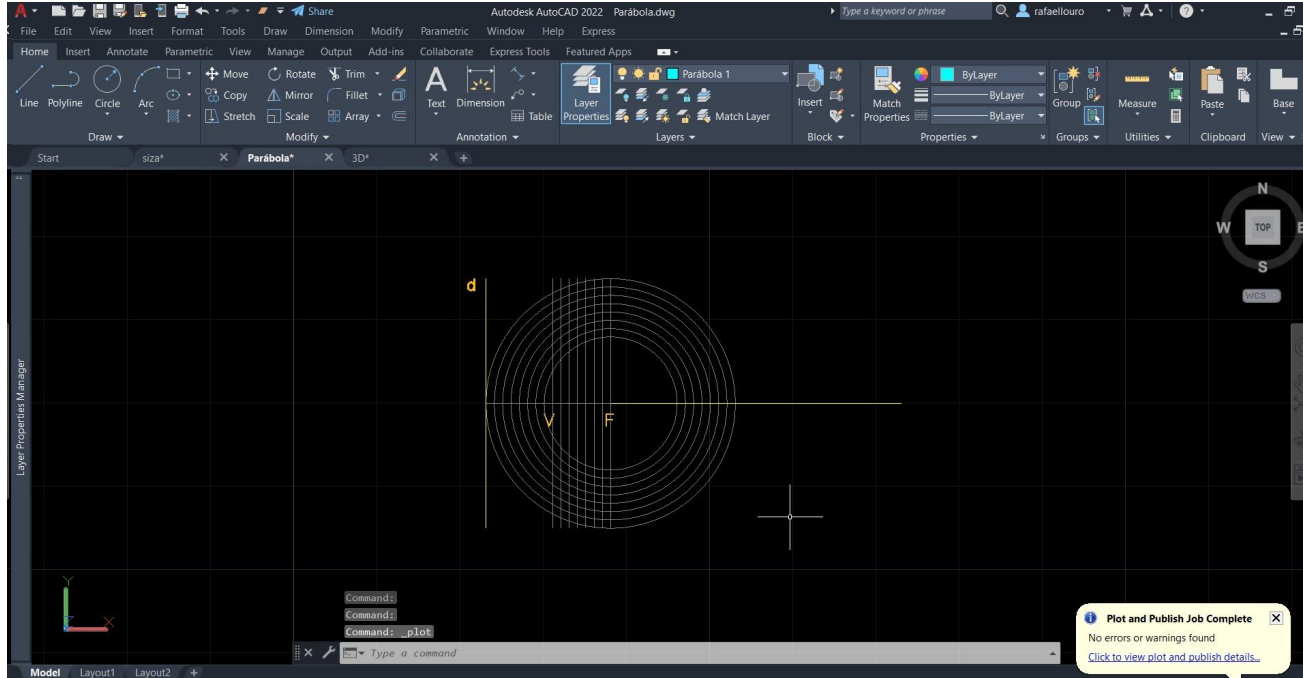 Share
Autodesk AutoCAD 2022 Parábola.dwg
Type a keyword or phrase
rafaellouro
File Edit View Insert Format Tools Draw Dimension Modify Parametric Window Help Express
Home Insert Annotate Parametric View Manage Output Add-ins Collaborate Express Tools Featured Apps
Line Polyline Circle Arc
Move Rotate Trim
Copy Mirror Fillet
Stretch Scale Array
Text Dimension
Table
Layer Properties
Parábola 1
Match Layer
Insert
Match Properties
ByLayer
ByLayer
ByLayer
Group
Measure
Paste
Base
Draw Modify Annotation Layers Block Properties Groups Utilities Clipboard View
Start siza* Parábola* 3D*
N
W TOP E
S
WCS
d
V F
Layer Properties Manager
Y
X
Command:
Command:
Command: _plot
Type a command
Plot and Publish Job Complete
No errors or warnings found
Click to view plot and publish details...
Model Layout1 Layout2 +